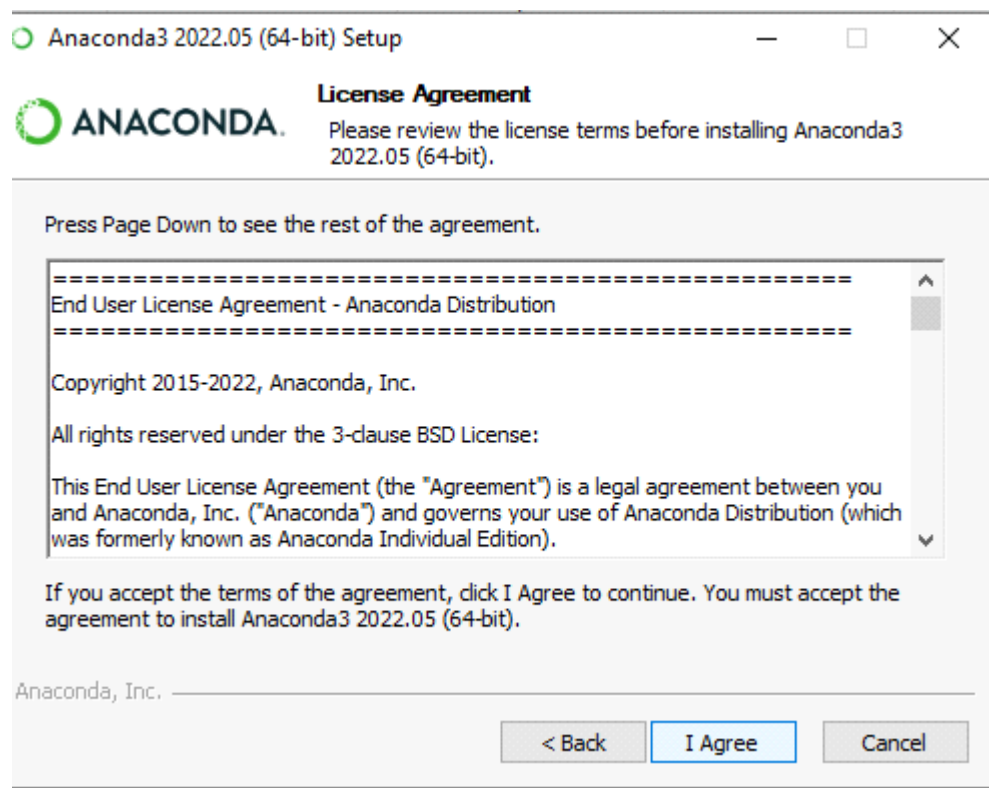 Anaconda3 2022.05 (64-bit) Setup
ANACONDA.
License Agreement
Please review the license terms before installing Anaconda3
2022.05 (64-bit).
Press Page Down to see the rest of the agreement.
==================================================
End User License Agreement - Anaconda Distribution
==================================================
Copyright 2015-2022, Anaconda, Inc.
All rights reserved under the 3-clause BSD License:
This End User License Agreement (the "Agreement") is a legal agreement between you
and Anaconda, Inc. ("Anaconda") and governs your use of Anaconda Distribution (which
was formerly known as Anaconda Individual Edition).
If you accept the terms of the agreement, click I Agree to continue. You must accept the
agreement to install Anaconda3 2022.05 (64-bit).
Anaconda, Inc.
< Back
I Agree
Cancel